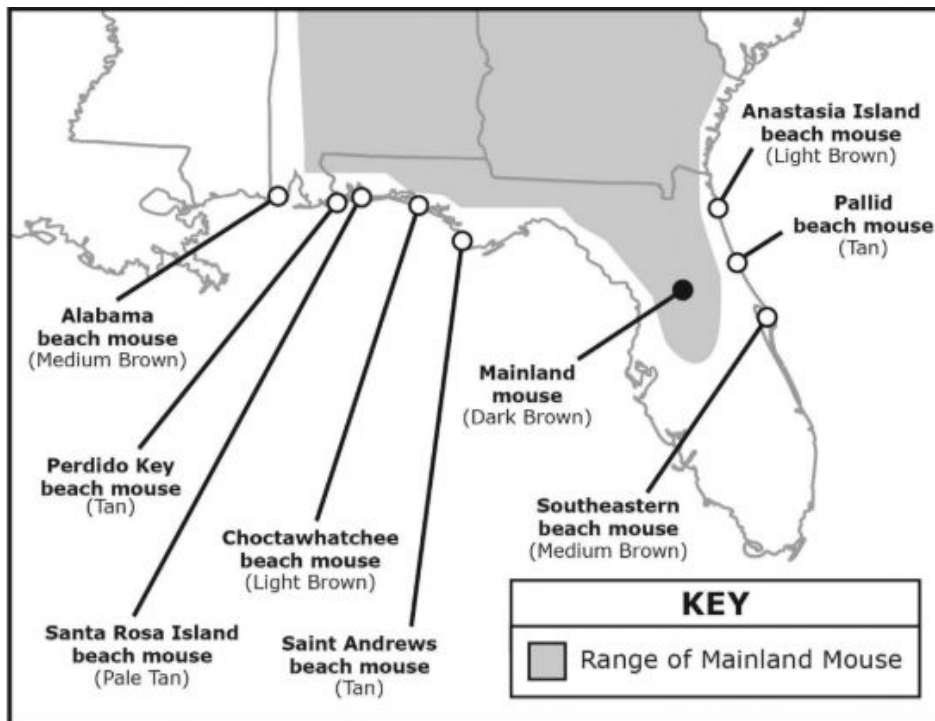 Anastasia Island
beach mouse
(Light Brown)
Pallid
beach mouse
(Tan)
Alabama
beach mouse
(Medium Brown)
Mainland
mouse
(Dark Brown)
Perdido Key
beach mouse
(Tan)
Southeastern
beach mouse
(Medium Brown)
Choctawhatchee
beach mouse
(Light Brown)
Santa Rosa Island
beach mouse
(Pale Tan)
Saint Andrews
beach mouse
(Tan)
KEY
Range of Mainland Mouse